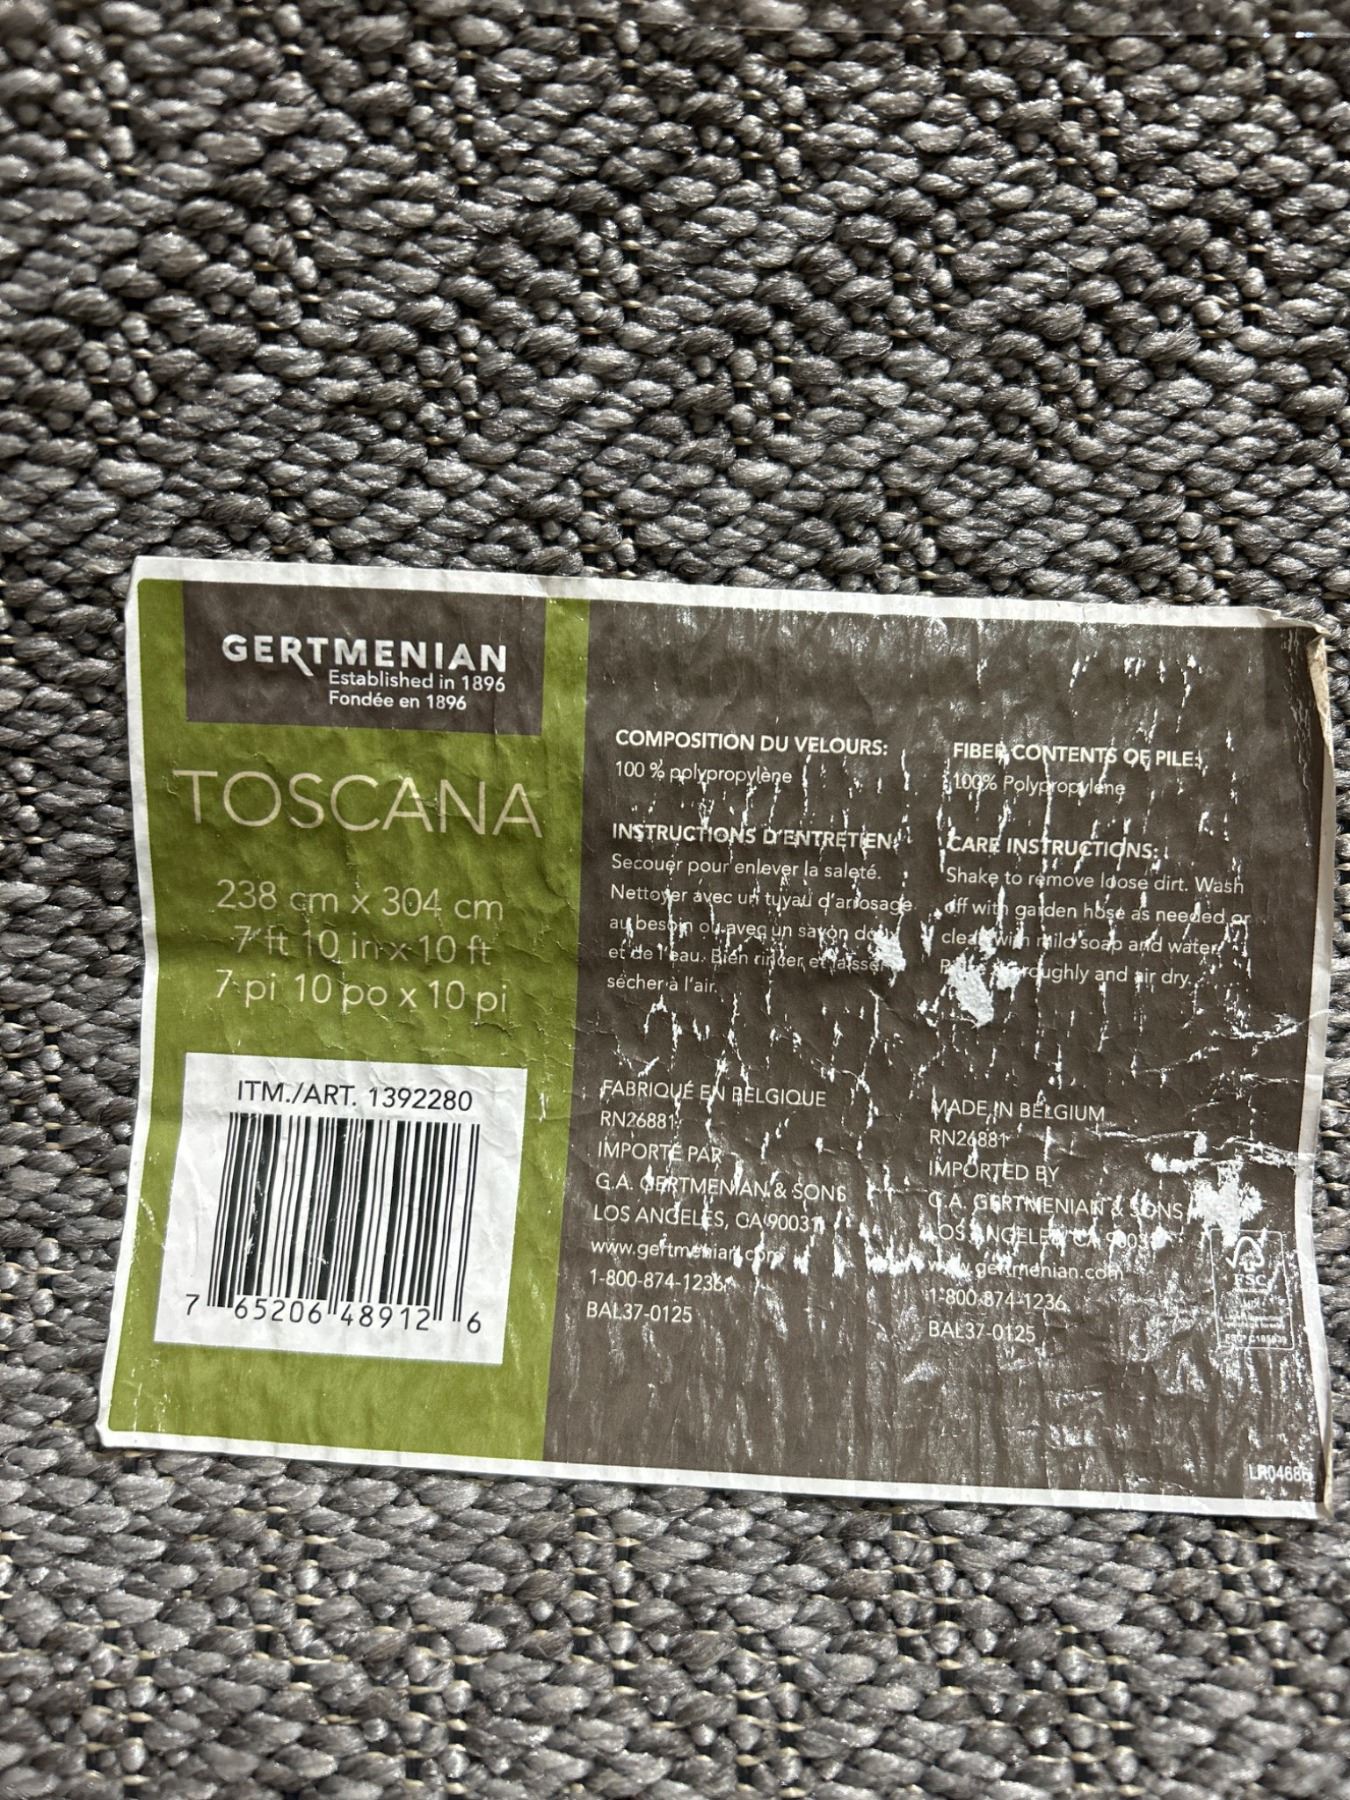 GERTMENIAN
Established in 1896
Fondée en 1896
TOSCANA
238 cm x 304 cm
7 ft 10 in x 10 ft
7 pi 10 po x 10 pi
ITM./ART. 1392280
7 65206 48912 6
COMPOSITION DU VELOURS:
100 % polypropylène
INSTRUCTIONS D'ENTRETIEN:
Secouer pour enlever la saleté.
Nettoyer avec un tuyau d'arrosage
au besoin ou avec un savon doux
et de l'eau. Bien rincer et laisser
sécher à l'air.
FABRIQUÉ EN BELGIQUE
RN26881
IMPORTÉ PAR
G.A. GERTMENIAN & SONS
LOS ANGELES, CA 90031
www.gertmenian.com
1-800-874-1236
BAL37-0125
FIBER CONTENTS OF PILE:
100% Polypropylene
CARE INSTRUCTIONS:
Shake to remove loose dirt. Wash
off with garden hose as needed or
clean with mild soap and water.
Rinse thoroughly and air dry.
MADE IN BELGIUM
RN26881
IMPORTED BY
G.A. GERTMENIAN & SONS
LOS ANGELES, CA 90031
www.gertmenian.com
1-800-874-1236
BAL37-0125
FSC
LR04686